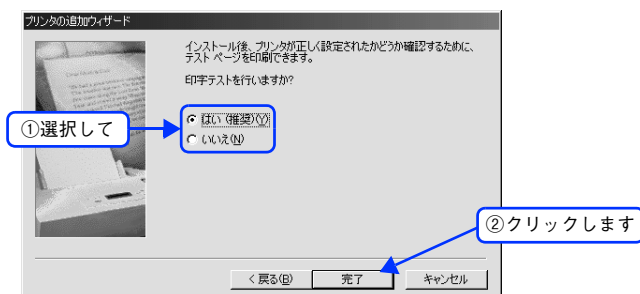 プリンタの追加ウィザード
インストール後、プリンタが正しく設定されたかどうか確認するために、
テスト ページを印刷できます。
印字テストを行いますか?
①選択して
はい (推奨)(Y)
いいえ(N)
②クリックします
< 戻る(B)
完了
キャンセル